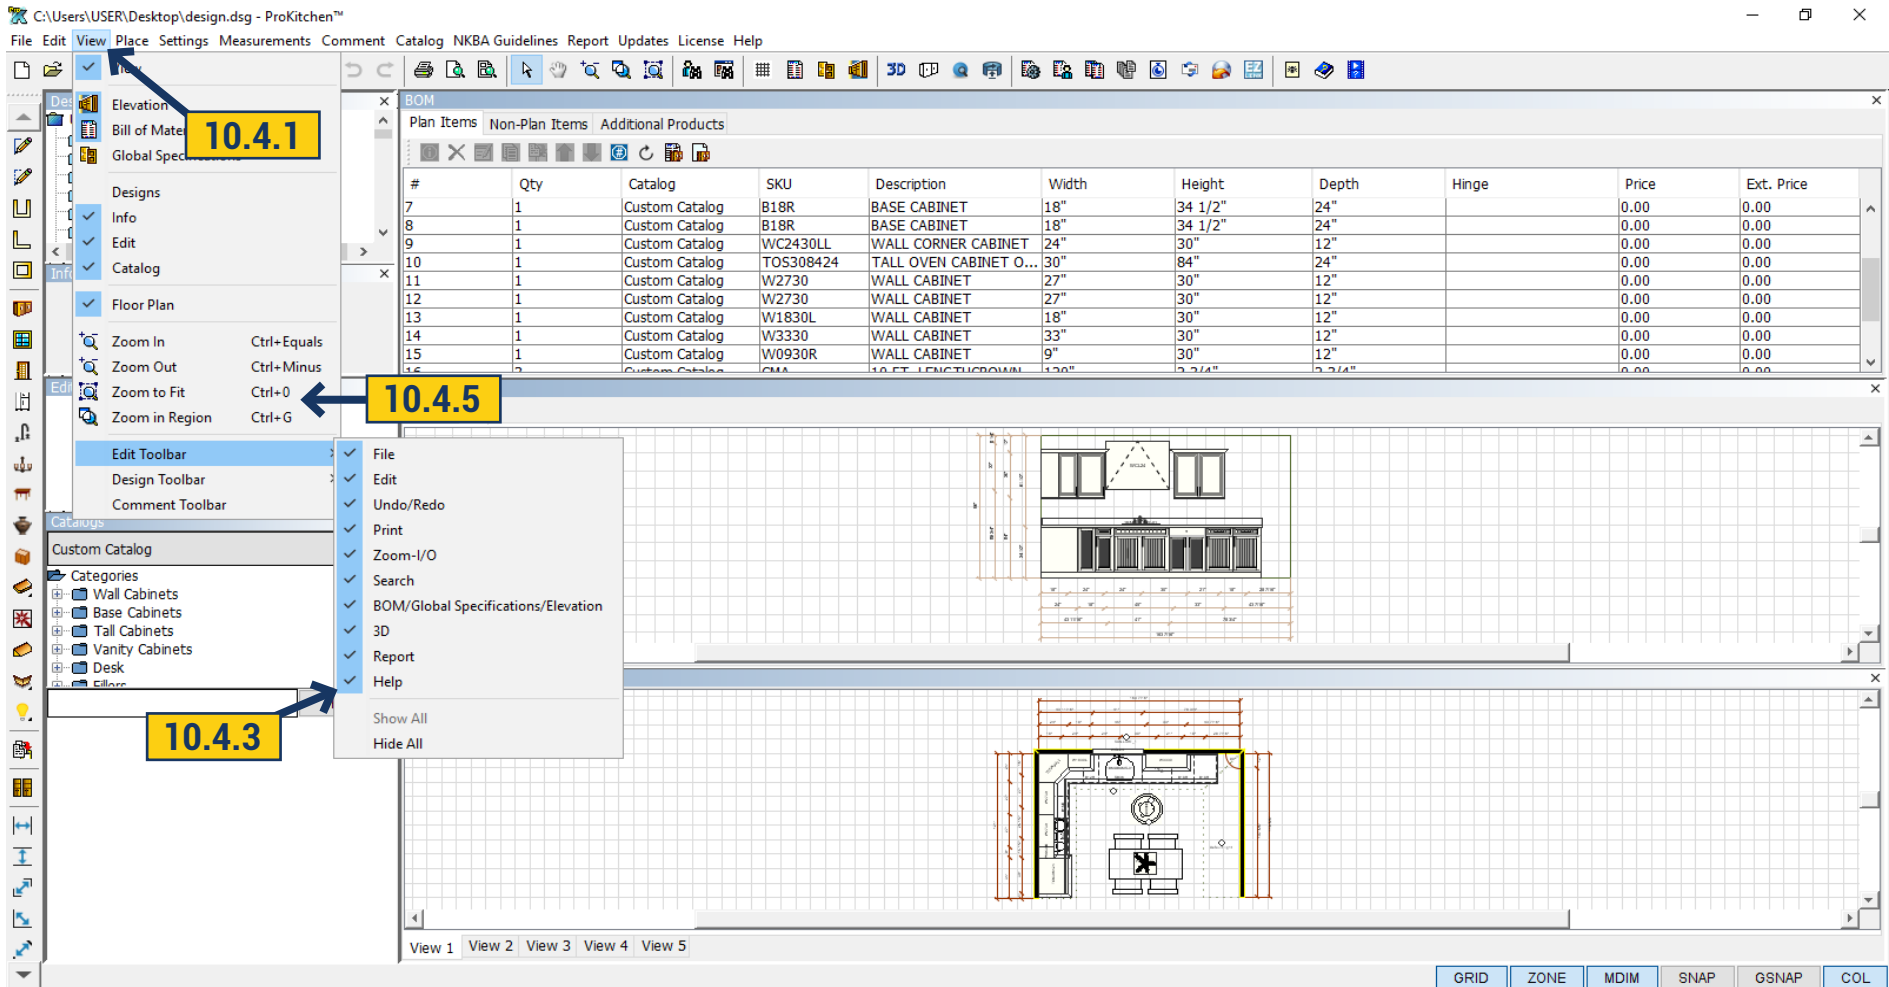 C:\Users\USER\Desktop\design.dsg - ProKitchen™
File Edit View Place Settings Measurements Comment Catalog NKBA Guidelines Report Updates License Help
3D
EZ
Elevation
Bill of Mater
Global Spec
10.4.1
Designs
Info
Edit
Catalog
Floor Plan
Zoom In Ctrl+Equals
Zoom Out Ctrl+Minus
Zoom to Fit Ctrl+0
Zoom in Region Ctrl+G
10.4.5
Edit Toolbar
Design Toolbar
Comment Toolbar
File
Edit
Undo/Redo
Print
Zoom-I/O
Search
BOM/Global Specifications/Elevation
3D
Report
Help
Show All
Hide All
10.4.3
Catalogs
Custom Catalog
Categories
Wall Cabinets
Base Cabinets
Tall Cabinets
Vanity Cabinets
Desk
Fillers
BOM
Plan Items Non-Plan Items Additional Products
# Qty Catalog SKU Description Width Height Depth Hinge Price Ext. Price
7 1 Custom Catalog B18R BASE CABINET 18" 34 1/2" 24" 0.00 0.00
8 1 Custom Catalog B18R BASE CABINET 18" 34 1/2" 24" 0.00 0.00
9 1 Custom Catalog WC2430LL WALL CORNER CABINET 24" 30" 12" 0.00 0.00
10 1 Custom Catalog TOS308424 TALL OVEN CABINET O... 30" 84" 24" 0.00 0.00
11 1 Custom Catalog W2730 WALL CABINET 27" 30" 12" 0.00 0.00
12 1 Custom Catalog W2730 WALL CABINET 27" 30" 12" 0.00 0.00
13 1 Custom Catalog W1830L WALL CABINET 18" 30" 12" 0.00 0.00
14 1 Custom Catalog W3330 WALL CABINET 33" 30" 12" 0.00 0.00
15 1 Custom Catalog W0930R WALL CABINET 9" 30" 12" 0.00 0.00
View 1 View 2 View 3 View 4 View 5
GRID ZONE MDIM SNAP GSNAP COL